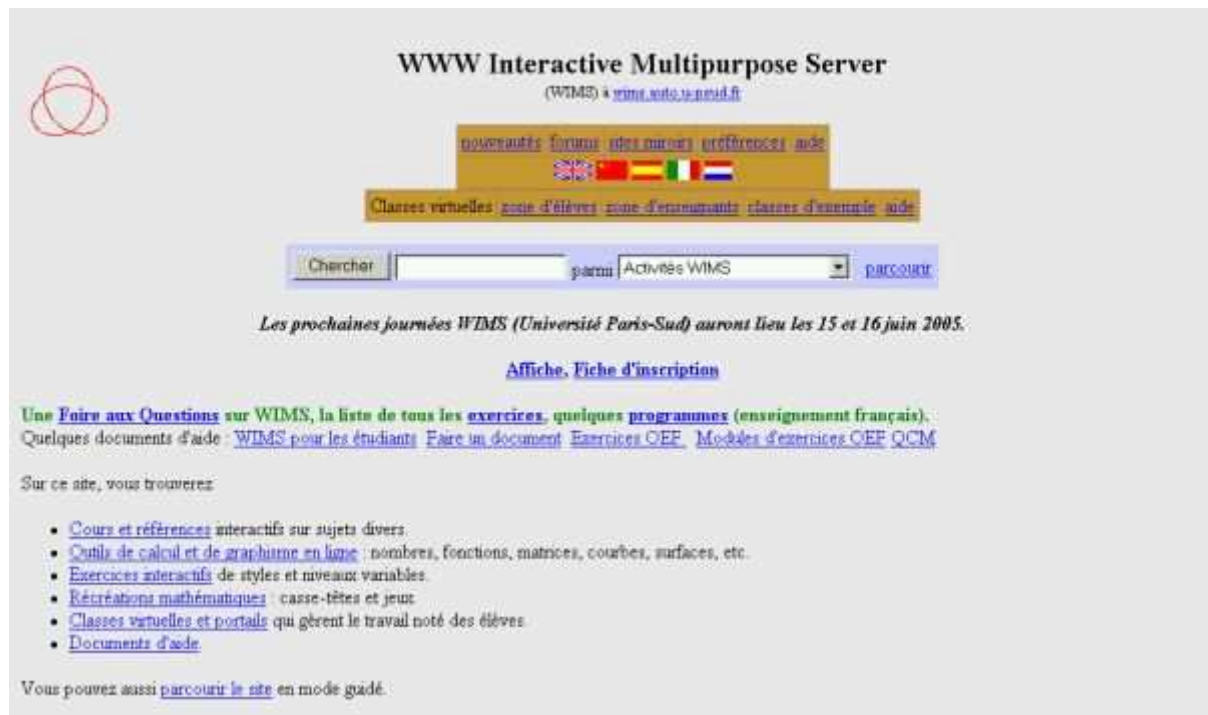 WWW Interactive Multipurpose Server
(WIMS) à wims.auto.u-psud.fr
nouveautés forums sites miroirs préférences aide
Classes virtuelles zone d'élèves zone d'enseignants classes d'exemple aide
Chercher parmi Activités WIMS parcourir
Les prochaines journées WIMS (Université Paris-Sud) auront lieu les 15 et 16 juin 2005.
Affiche, Fiche d'inscription
Une Foire aux Questions sur WIMS, la liste de tous les exercices, quelques programmes (enseignement français).
Quelques documents d'aide : WIMS pour les étudiants Faire un document Exercices OEF Modules d'exercices OEF QCM
Sur ce site, vous trouverez
• Cours et références interactifs sur sujets divers.
• Outils de calcul et de graphisme en ligne : nombres, fonctions, matrices, courbes, surfaces, etc.
• Exercices interactifs de styles et niveaux variables.
• Récréations mathématiques : casse-têtes et jeux
• Classes virtuelles et portails qui gèrent le travail noté des élèves.
• Documents d'aide.
Vous pouvez aussi parcourir le site en mode guidé.